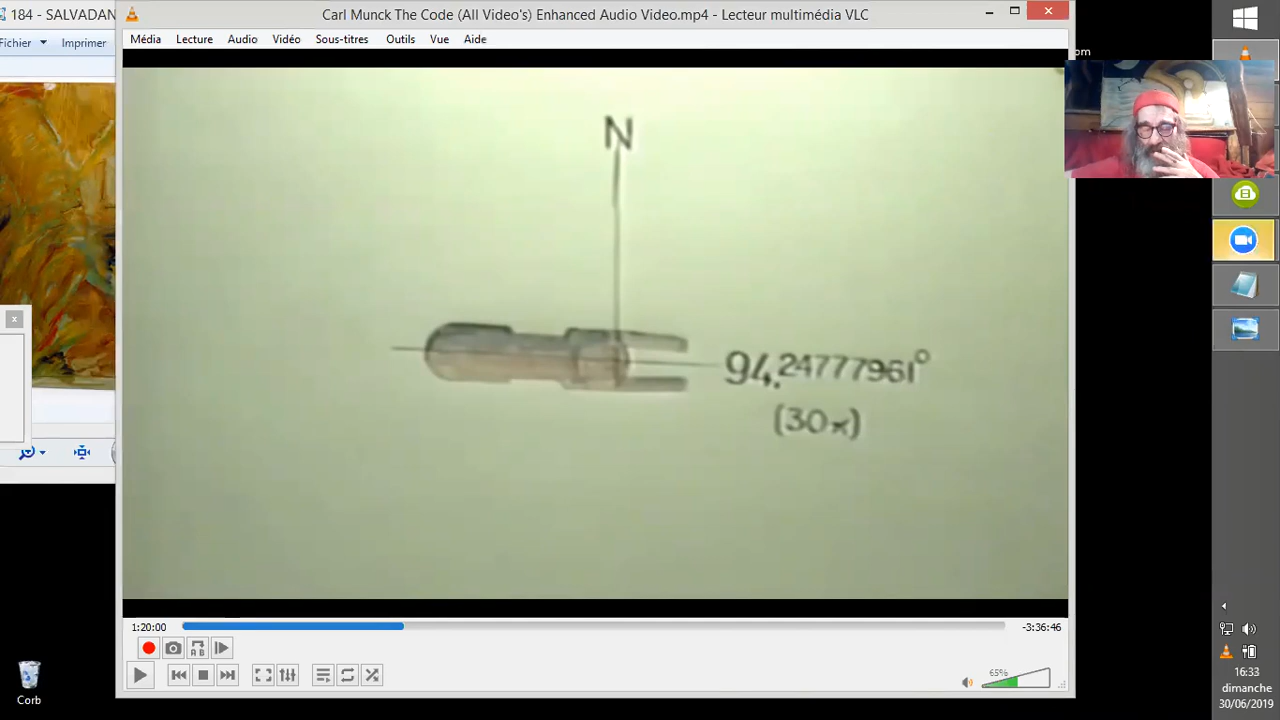 184 - SALVADAN
Carl Munck The Code (All Video's) Enhanced Audio Video.mp4 - Lecteur multimédia VLC
Fichier Imprimer
Média Lecture Audio Vidéo Sous-titres Outils Vue Aide
om
N
94.24777961°
(30x)
1:20:00
-3:36:46
A B
65%
Corb
16:33
dimanche
30/06/2019